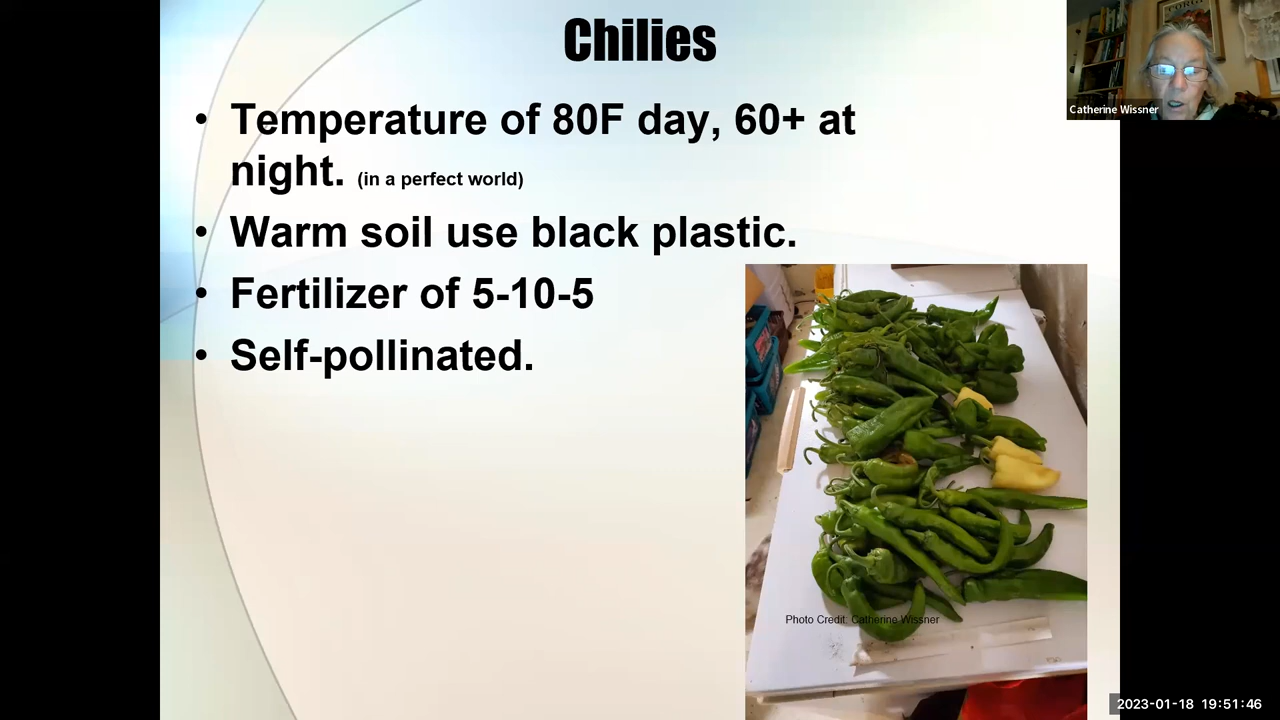 Chilies
• Temperature of 80F day, 60+ at
night. (in a perfect world)
• Warm soil use black plastic.
• Fertilizer of 5-10-5
• Self-pollinated.
Photo Credit: Catherine Wissner
CORGI
Catherine Wissner
2023-01-18 19:51:46